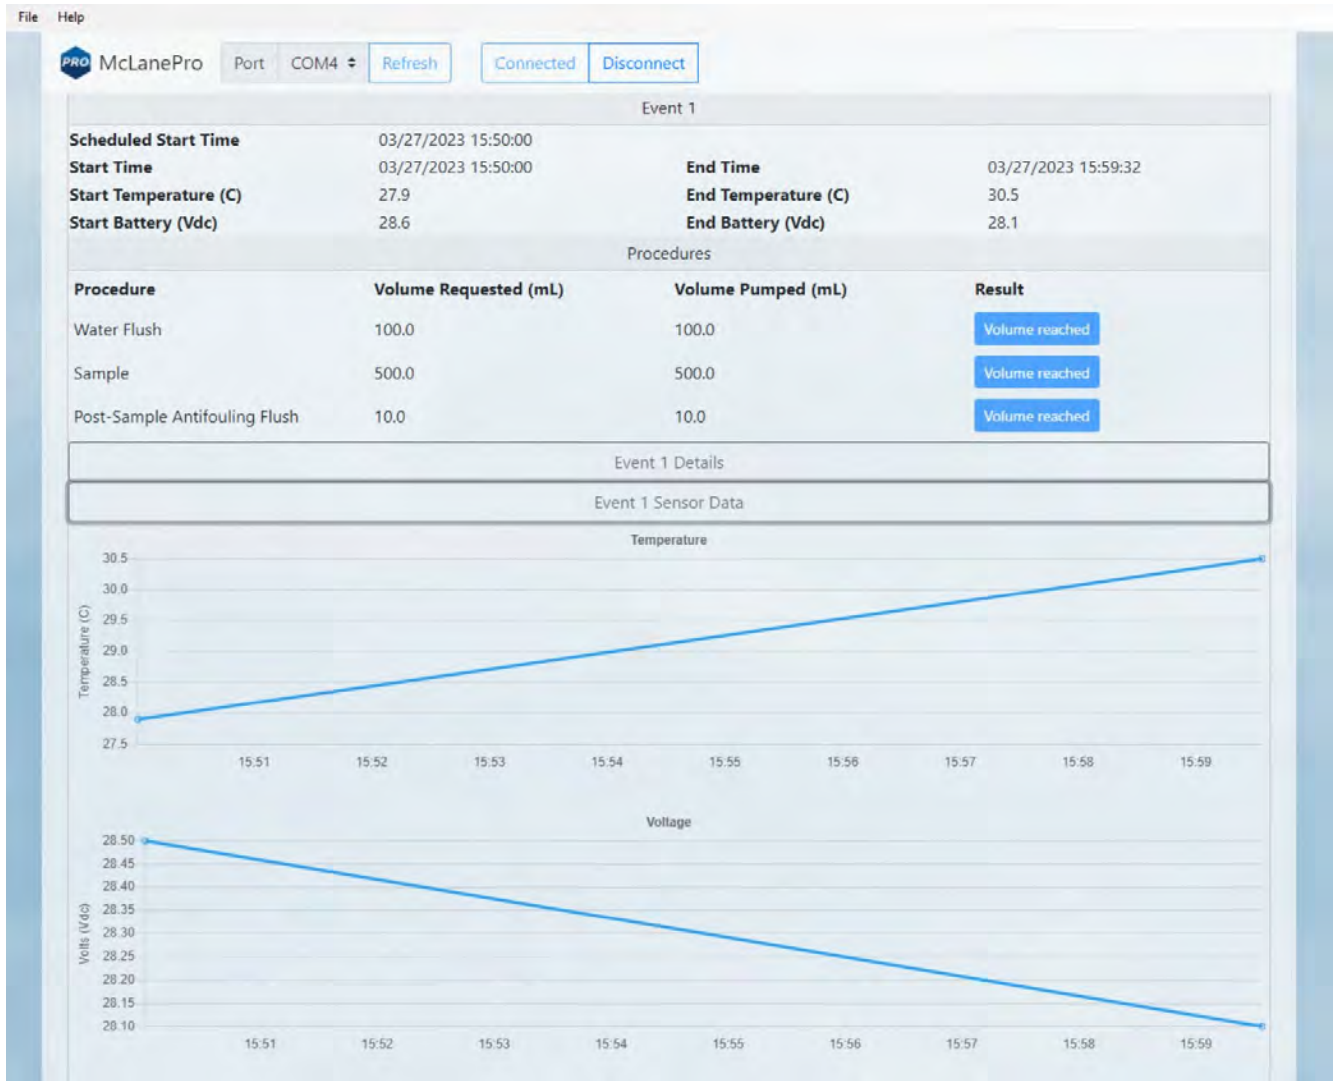 File Help
PRO McLanePro Port COM4 Refresh Connected Disconnect
Event 1
Scheduled Start Time 03/27/2023 15:50:00
Start Time 03/27/2023 15:50:00 End Time 03/27/2023 15:59:32
Start Temperature (C) 27.9 End Temperature (C) 30.5
Start Battery (Vdc) 28.6 End Battery (Vdc) 28.1
Procedures
Procedure Volume Requested (mL) Volume Pumped (mL) Result
Water Flush 100.0 100.0 Volume reached
Sample 500.0 500.0 Volume reached
Post-Sample Antifouling Flush 10.0 10.0 Volume reached
Event 1 Details
Event 1 Sensor Data
Temperature
Temperature (C)
30.5
30.0
29.5
29.0
28.5
28.0
27.5
15:51 15:52 15:53 15:54 15:55 15:56 15:57 15:58 15:59
Voltage
Volts (Vdc)
28.50
28.45
28.40
28.35
28.30
28.25
28.20
28.15
28.10
15:51 15:52 15:53 15:54 15:55 15:56 15:57 15:58 15:59